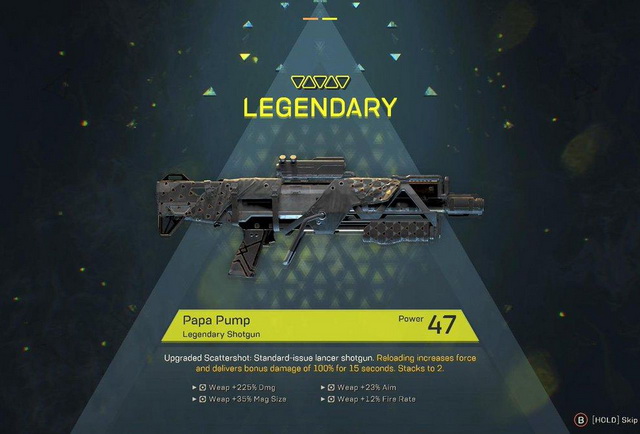 LEGENDARY
Papa Pump
Legendary Shotgun
Power 47
Upgraded Scattershot: Standard-issue lancer shotgun. Reloading increases force
and delivers bonus damage of 100% for 15 seconds. Stacks to 2.
Weap +225% Dmg
Weap +23% Aim
Weap +35% Mag Size
Weap +12% Fire Rate
B [HOLD] Skip